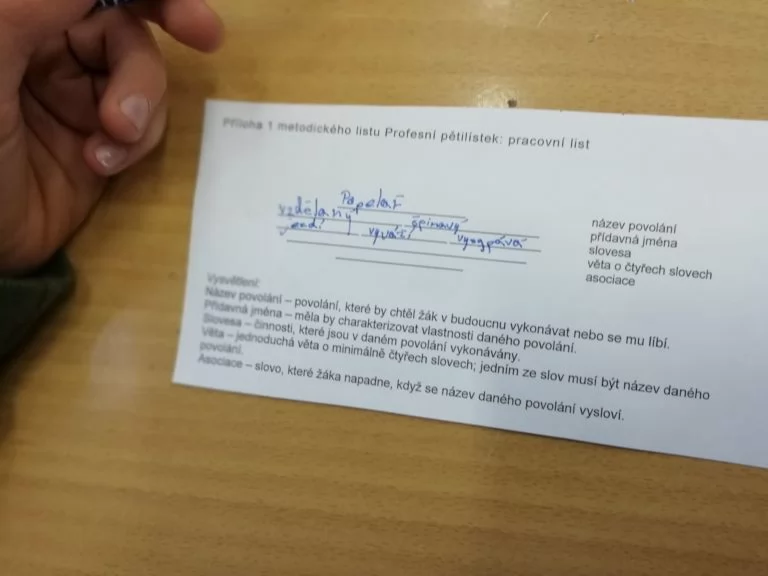 Příloha 1 metodického listu Profesní pětilístek: pracovní list
Popelář
vzdělaný špinavý
jezdí vyváží vysypává
název povolání
přídavná jména
slovesa
věta o čtyřech slovech
asociace
Vysvětlení:
Název povolání – povolání, které by chtěl žák v budoucnu vykonávat nebo se mu líbí.
Přídavná jména – měla by charakterizovat vlastnosti daného povolání.
Slovesa – činnosti, které jsou v daném povolání vykonávány.
Věta – jednoduchá věta o minimálně čtyřech slovech; jedním ze slov musí být název daného
povolání.
Asociace – slovo, které žáka napadne, když se název daného povolání vysloví.